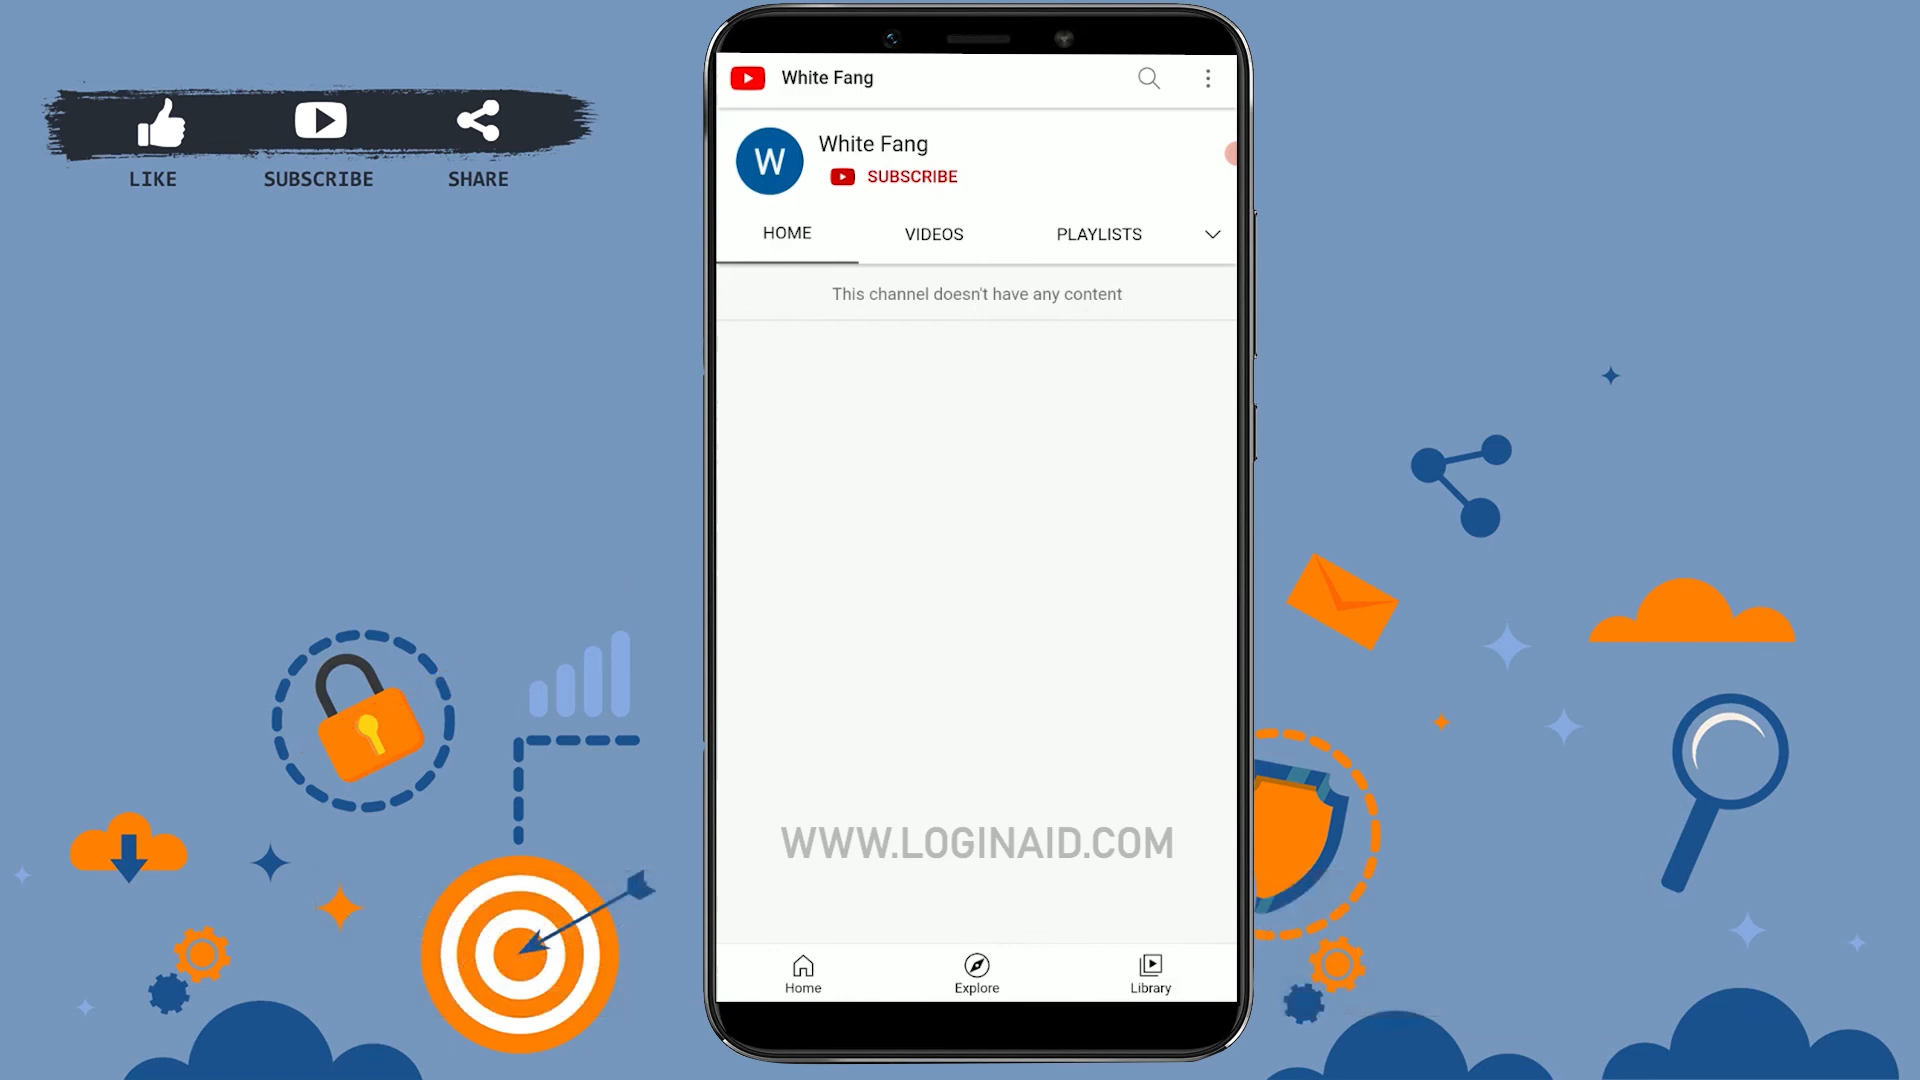 LIKE SUBSCRIBE SHARE
White Fang
W
White Fang
SUBSCRIBE
HOME VIDEOS PLAYLISTS
This channel doesn't have any content
WWW.LOGINAID.COM
Home Explore Library